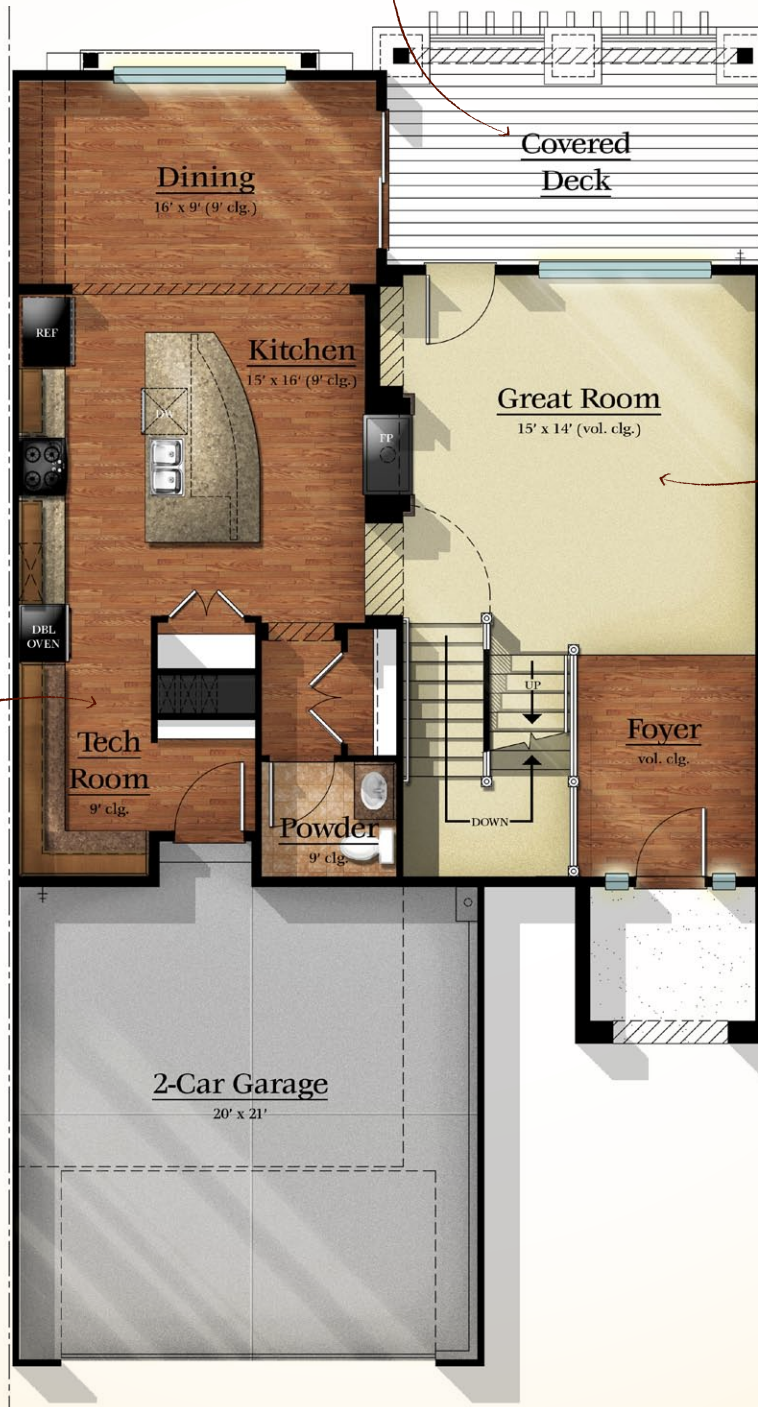 Covered
Deck
Dining
16' x 9' (9' clg.)
REF
Kitchen
15' x 16' (9' clg.)
DW
FP
Great Room
15' x 14' (vol. clg.)
DBL
OVEN
UP
Tech
Room
9' clg.
Foyer
vol. clg.
Powder
9' clg.
DOWN
2-Car Garage
20' x 21'